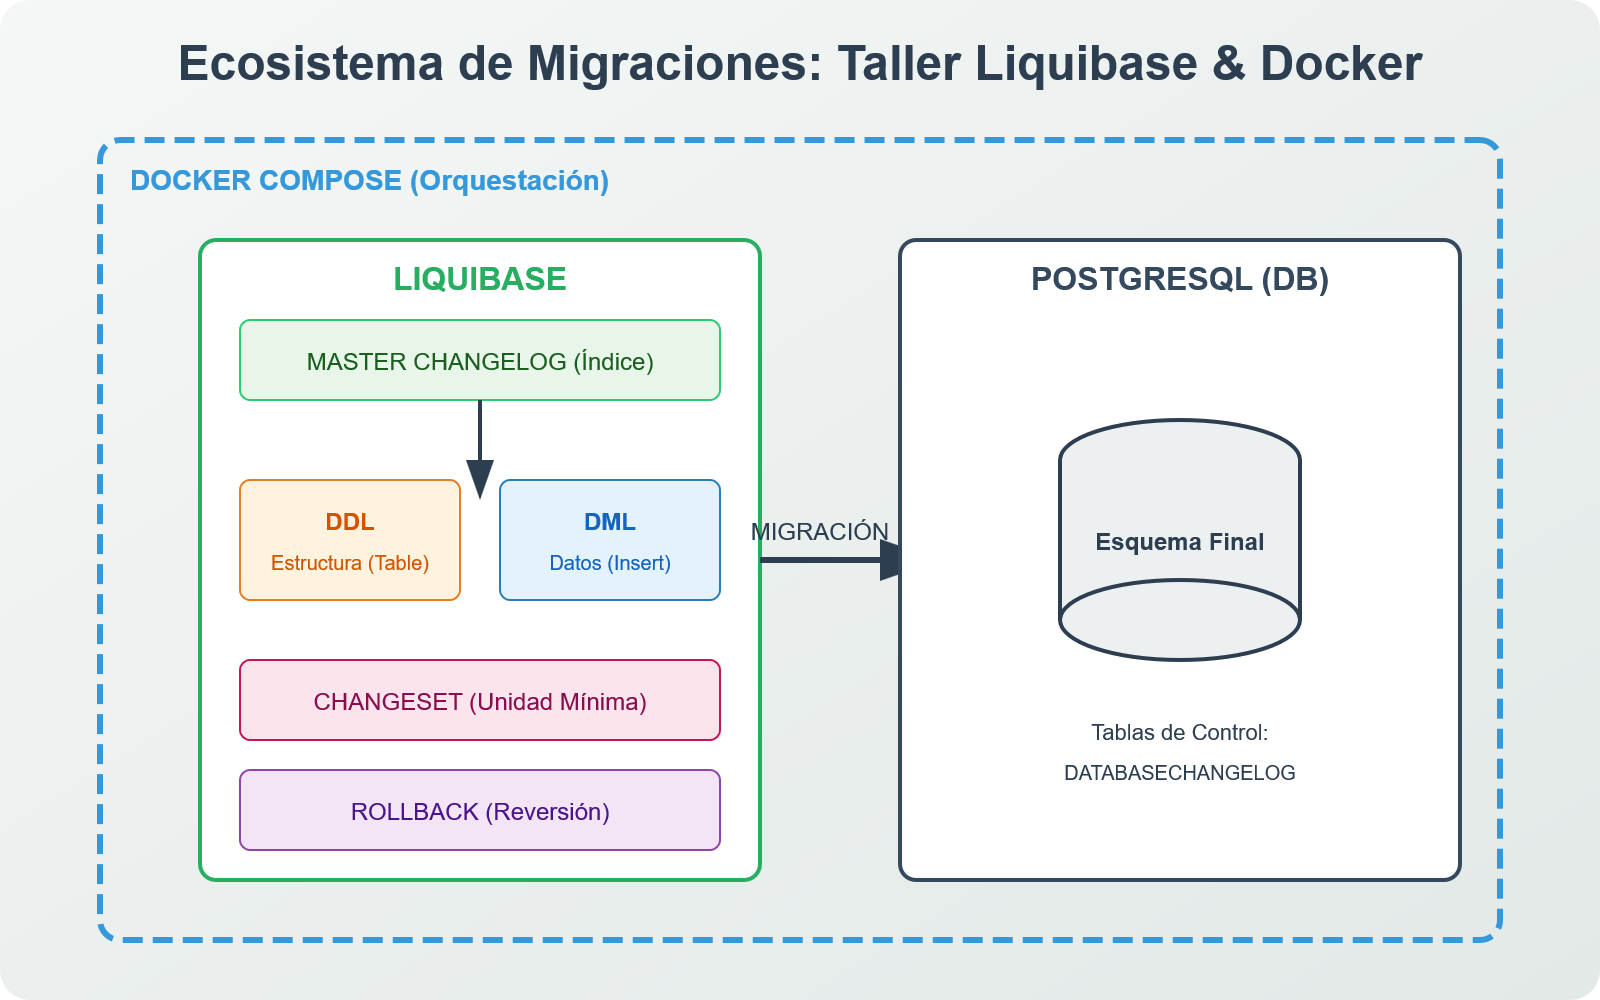 Ecosistema de Migraciones: Taller Liquibase & Docker
DOCKER COMPOSE (Orquestación)
LIQUIBASE
MASTER CHANGELOG (Índice)
DDL
Estructura (Table)
DML
Datos (Insert)
CHANGESET (Unidad Mínima)
ROLLBACK (Reversión)
MIGRACIÓN
POSTGRESQL (DB)
Esquema Final
Tablas de Control:
DATABASECHANGELOG